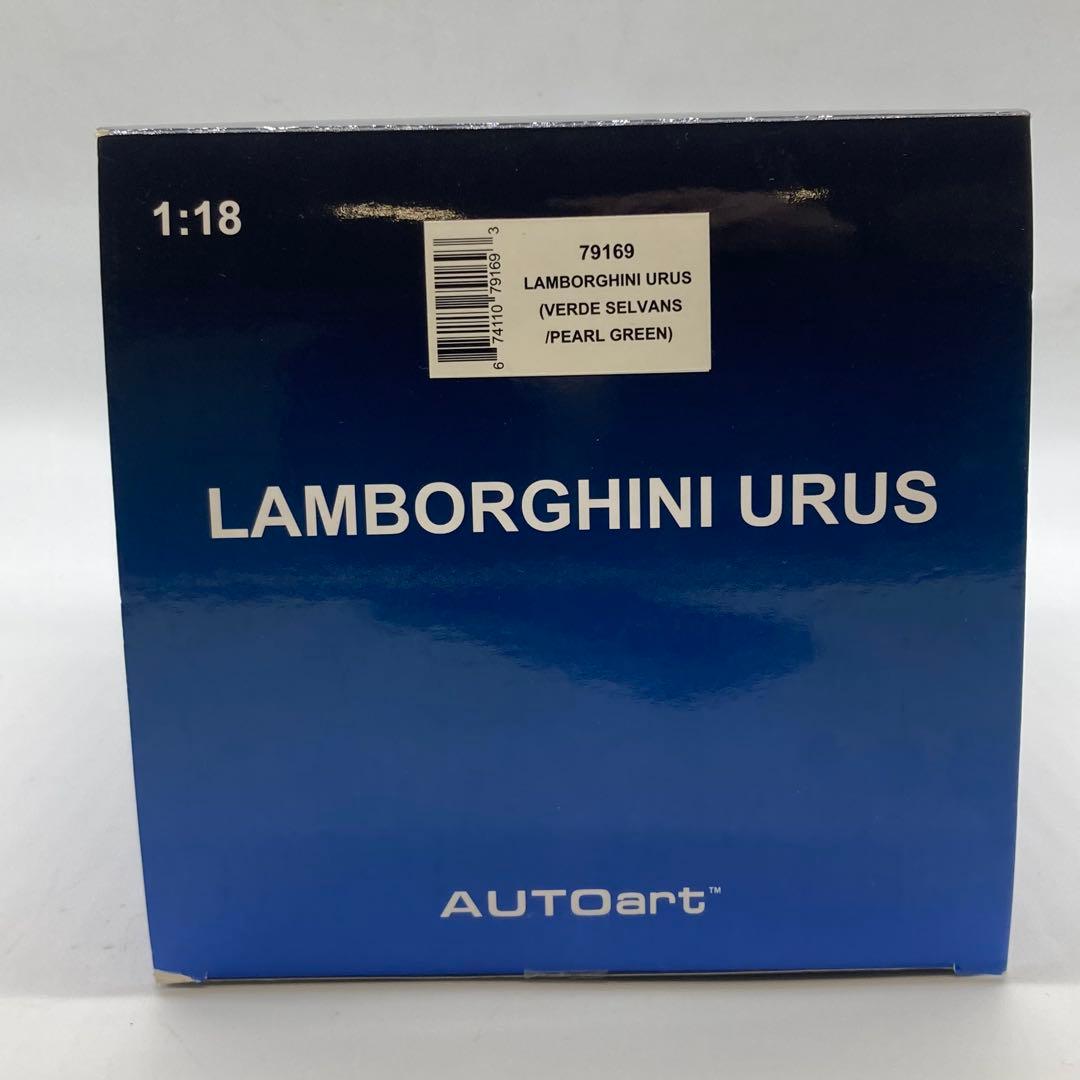 1:18
6 74110 79169 3
79169
LAMBORGHINI URUS
(VERDE SELVANS
/PEARL GREEN)
LAMBORGHINI URUS
AUTOart™